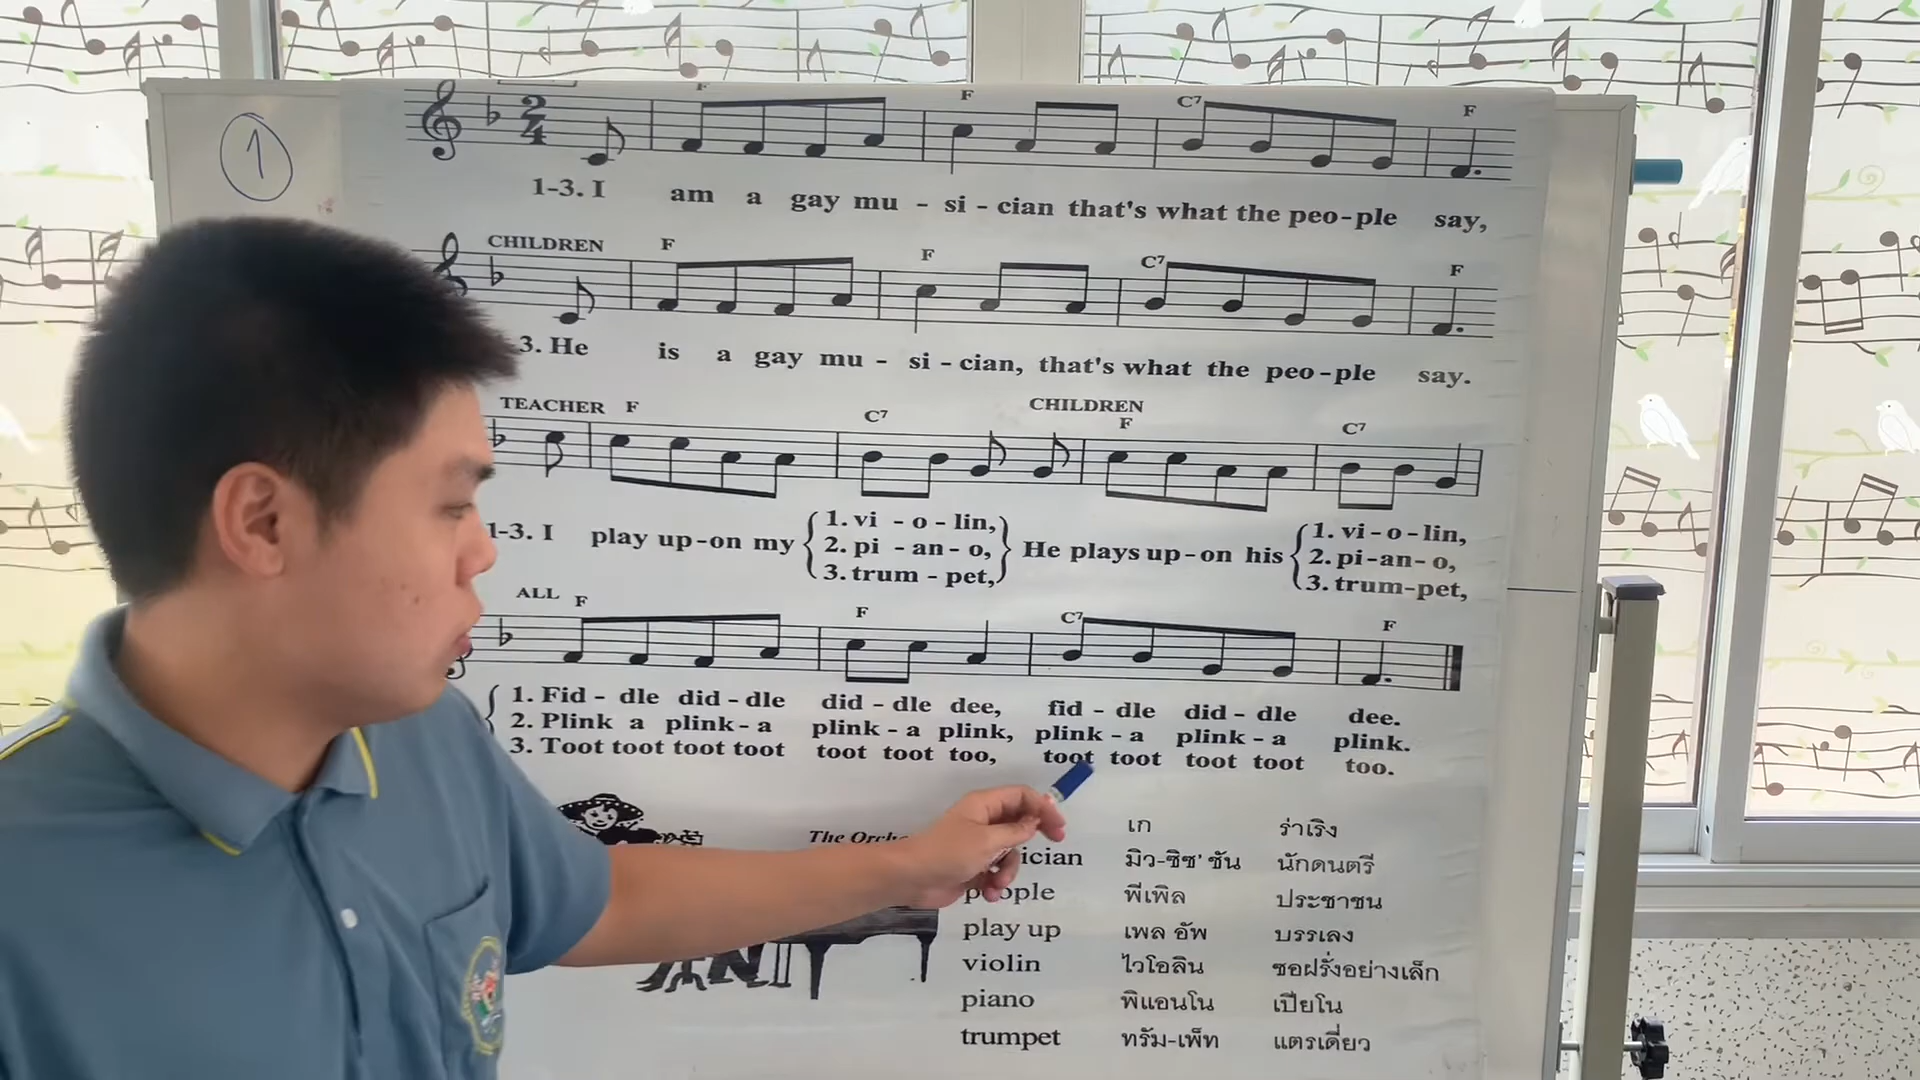 1
F F C7 F
2
4
1-3. I am a gay mu - si - cian that's what the peo - ple say,
CHILDREN F F C7 F
3. He is a gay mu - si - cian, that's what the peo - ple say.
TEACHER F C7 CHILDREN F C7
1-3. I play up-on my { 1. vi - o - lin, } He plays up-on his { 1. vi-o-lin,
2. pi - an - o, 2. pi-an-o,
3. trum - pet, 3. trum-pet,
ALL F F C7 F
1. Fid - dle did - dle did - dle dee, fid - dle did - dle dee.
2. Plink a plink - a plink - a plink, plink - a plink - a plink.
3. Toot toot toot toot toot toot too, toot toot toot toot too.
The
เก ร่าเริง
ician มิว-ซิซ' ชัน นักดนตรี
people พีเพิล ประชาชน
play up เพล อัพ บรรเลง
violin ไวโอลิน ซอฝรั่งอย่างเล็ก
piano พิแอนโน เปียโน
trumpet ทรัม-เพ็ท แตรเดี่ยว